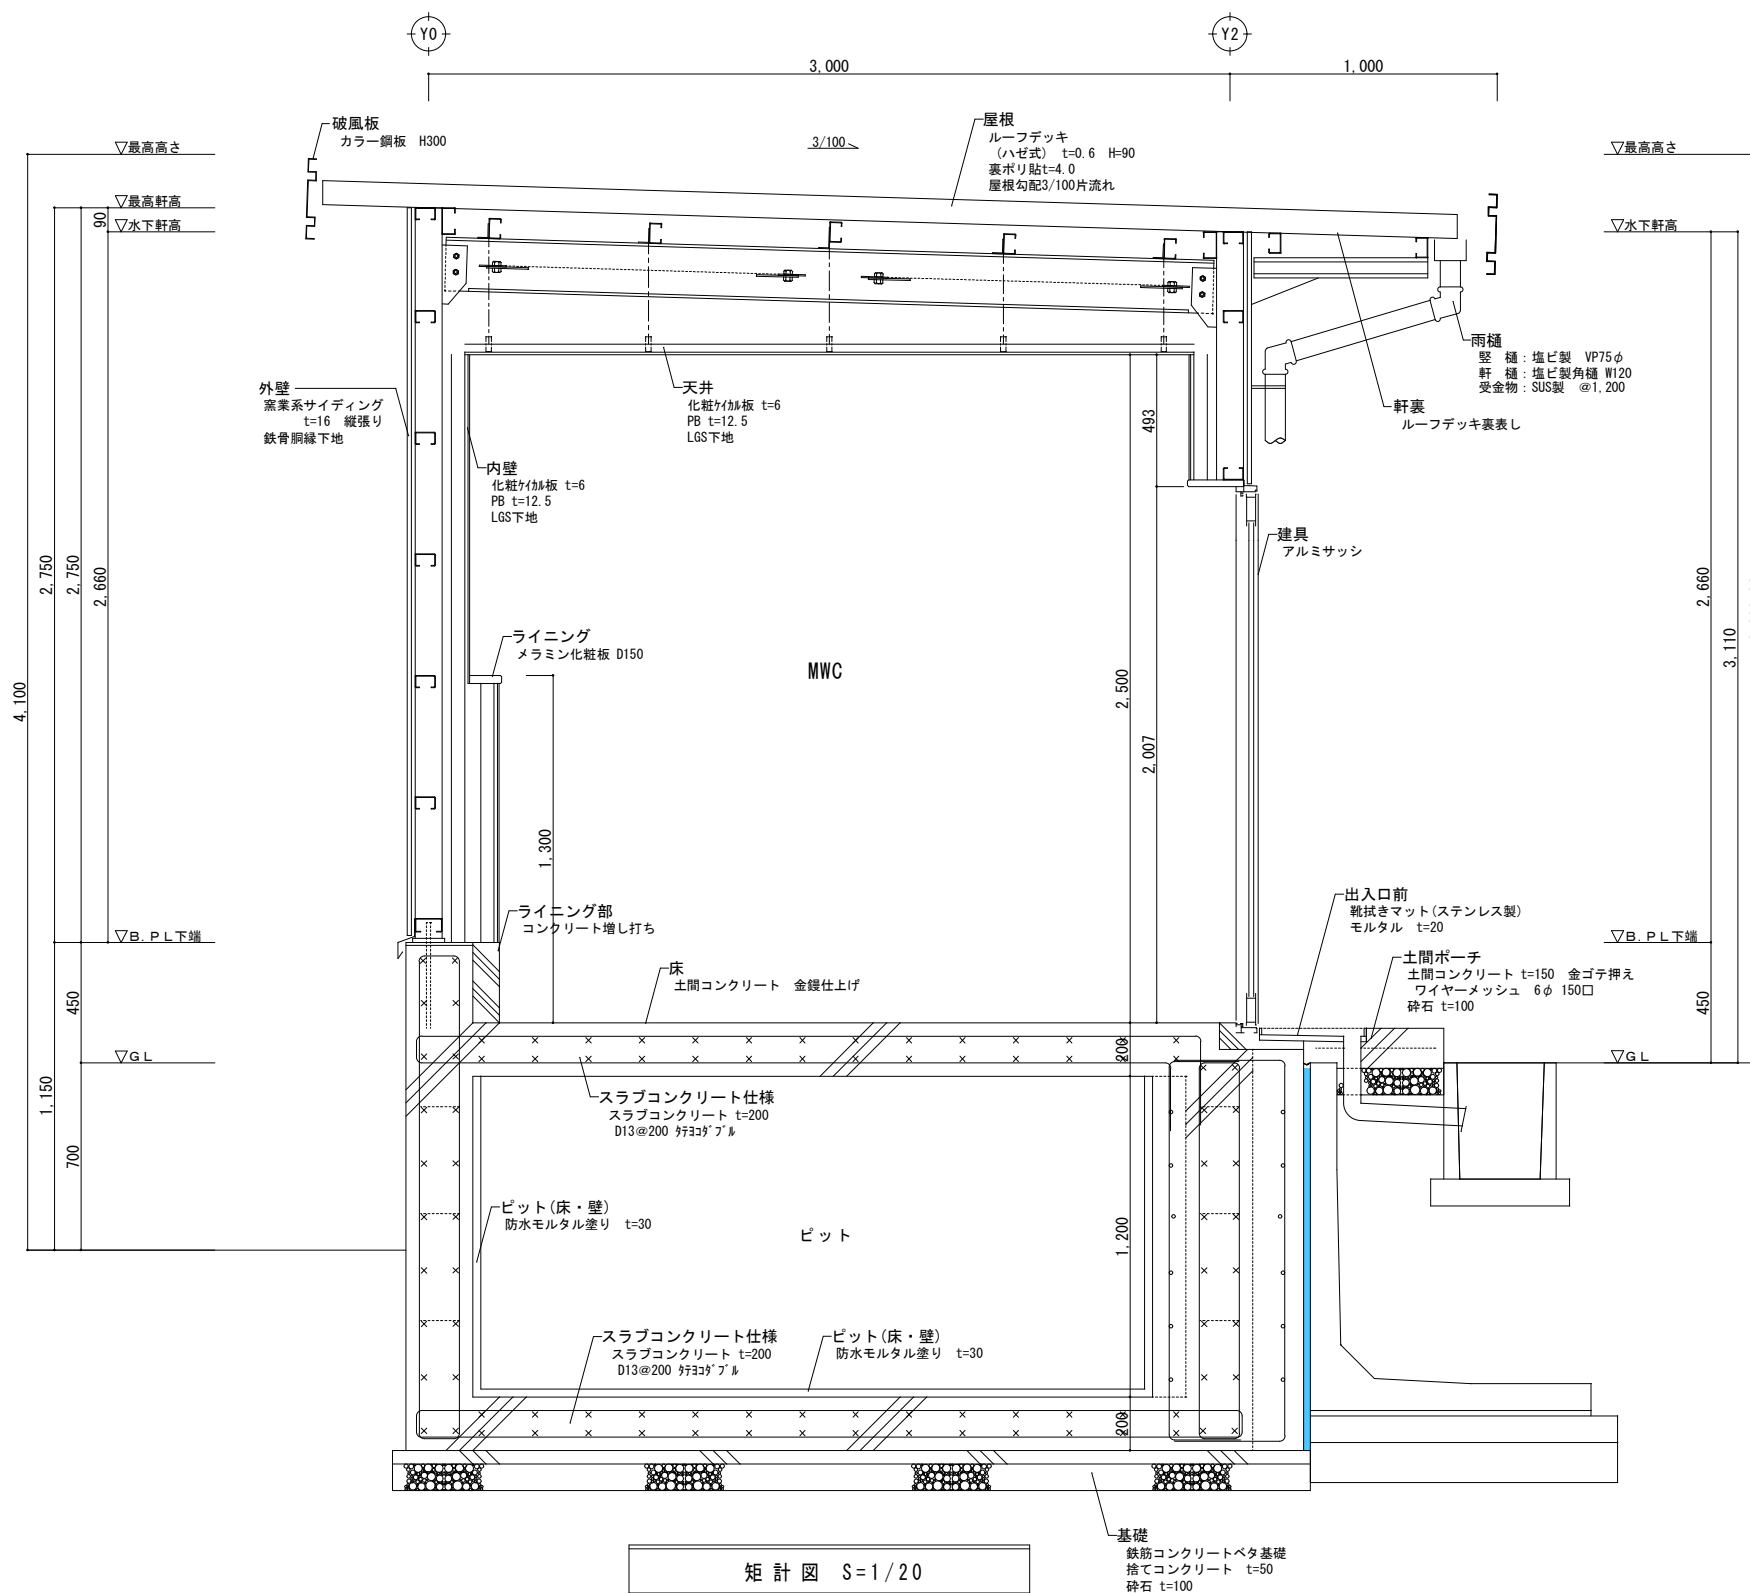 Y0
Y2
3,000
1,000
破風板
カラー鋼板 H300
▽最高高さ
3/100
屋根
ルーフデッキ
(ハゼ式) t=0.6 H=90
裏ポリ貼t=4.0
屋根勾配3/100片流れ
▽最高高さ
▽最高軒高
90
▽水下軒高
▽水下軒高
雨樋
竪 樋：塩ビ製 VP75φ
軒 樋：塩ビ製角樋 W120
受金物：SUS製 @1,200
外壁
窯業系サイディング
t=16 縦張り
鉄骨胴縁下地
天井
化粧ケイカル板 t=6
PB t=12.5
LGS下地
493
軒裏
ルーフデッキ裏表し
内壁
化粧ケイカル板 t=6
PB t=12.5
LGS下地
建具
アルミサッシ
2,750
2,750
2,660
2,660
3,110
ライニング
メラミン化粧板 D150
MWC
2,500
4,100
2,007
1,300
出入口前
靴拭きマット(ステンレス製)
モルタル t=20
ライニング部
コンクリート増し打ち
▽B.PL下端
▽B.PL下端
床
土間コンクリート 金鏝仕上げ
土間ポーチ
土間コンクリート t=150 金ゴテ押え
ワイヤーメッシュ 6φ 150口
砕石 t=100
450
450
▽GL
200
▽GL
スラブコンクリート仕様
スラブコンクリート t=200
D13@200 タテヨコダブル
1,150
700
ピット(床・壁)
防水モルタル塗り t=30
ピット
1,200
スラブコンクリート仕様
スラブコンクリート t=200
D13@200 タテヨコダブル
ピット(床・壁)
防水モルタル塗り t=30
200
基礎
鉄筋コンクリートベタ基礎
捨てコンクリート t=50
砕石 t=100
矩計図 S=1/20